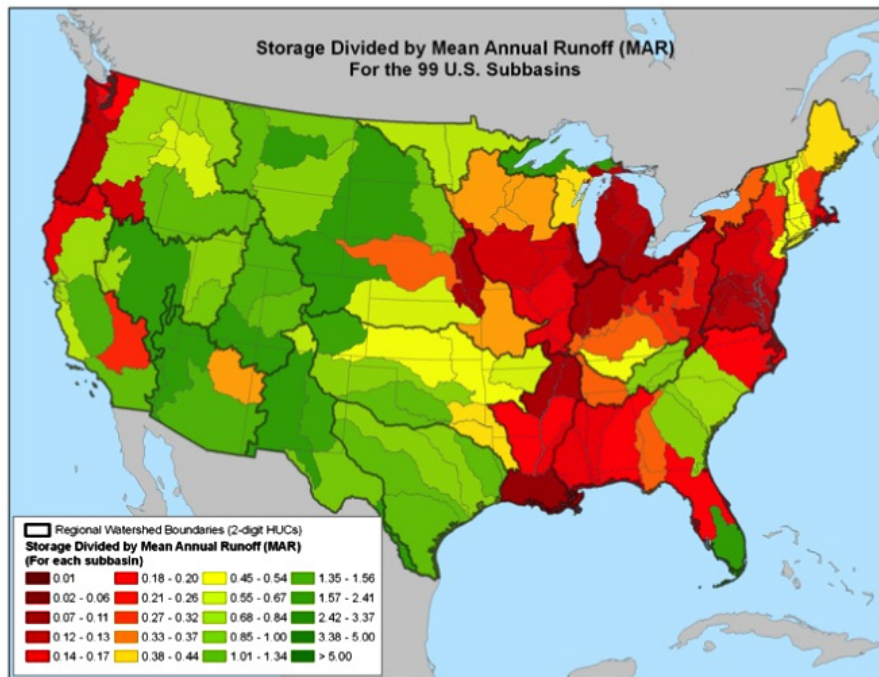 Storage Divided by Mean Annual Runoff (MAR)
For the 99 U.S. Subbasins
Regional Watershed Boundaries (2-digit HUCs)
Storage Divided by Mean Annual Runoff (MAR)
(For each subbasin)
0.01
0.02 - 0.06
0.07 - 0.11
0.12 - 0.13
0.14 - 0.17
0.18 - 0.20
0.21 - 0.26
0.27 - 0.32
0.33 - 0.37
0.38 - 0.44
0.45 - 0.54
0.55 - 0.67
0.68 - 0.84
0.85 - 1.00
1.01 - 1.34
1.35 - 1.56
1.57 - 2.41
2.42 - 3.37
3.38 - 5.00
> 5.00